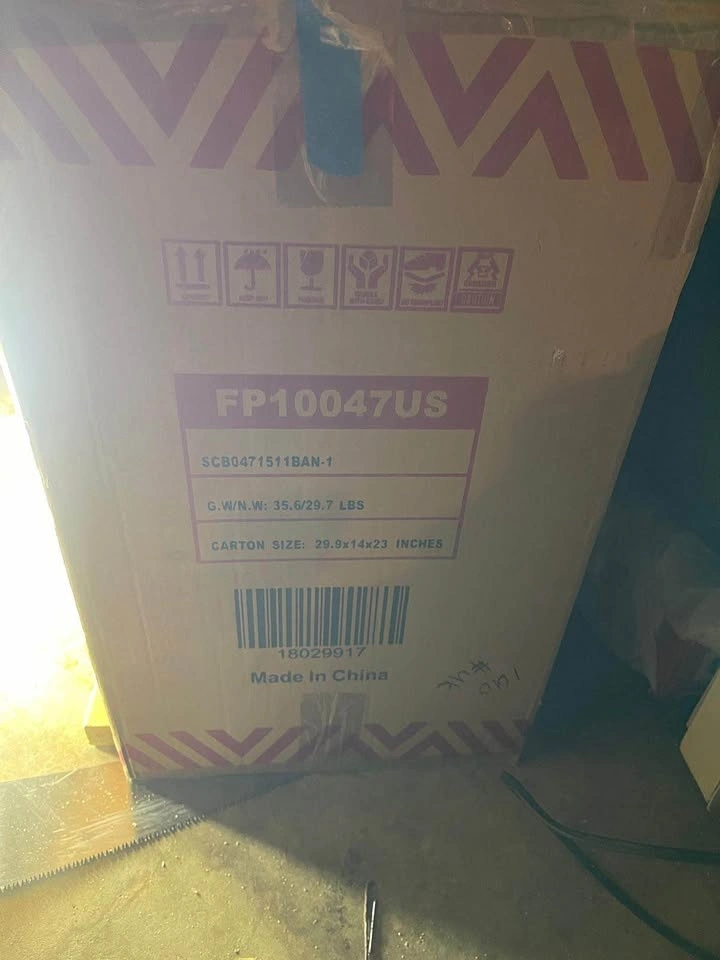 FP10047US
SCB0471511BAN-1
G.W/N.W: 35.6/29.7 LBS
CARTON SIZE: 29.9x14x23 INCHES
18029917
Made In China